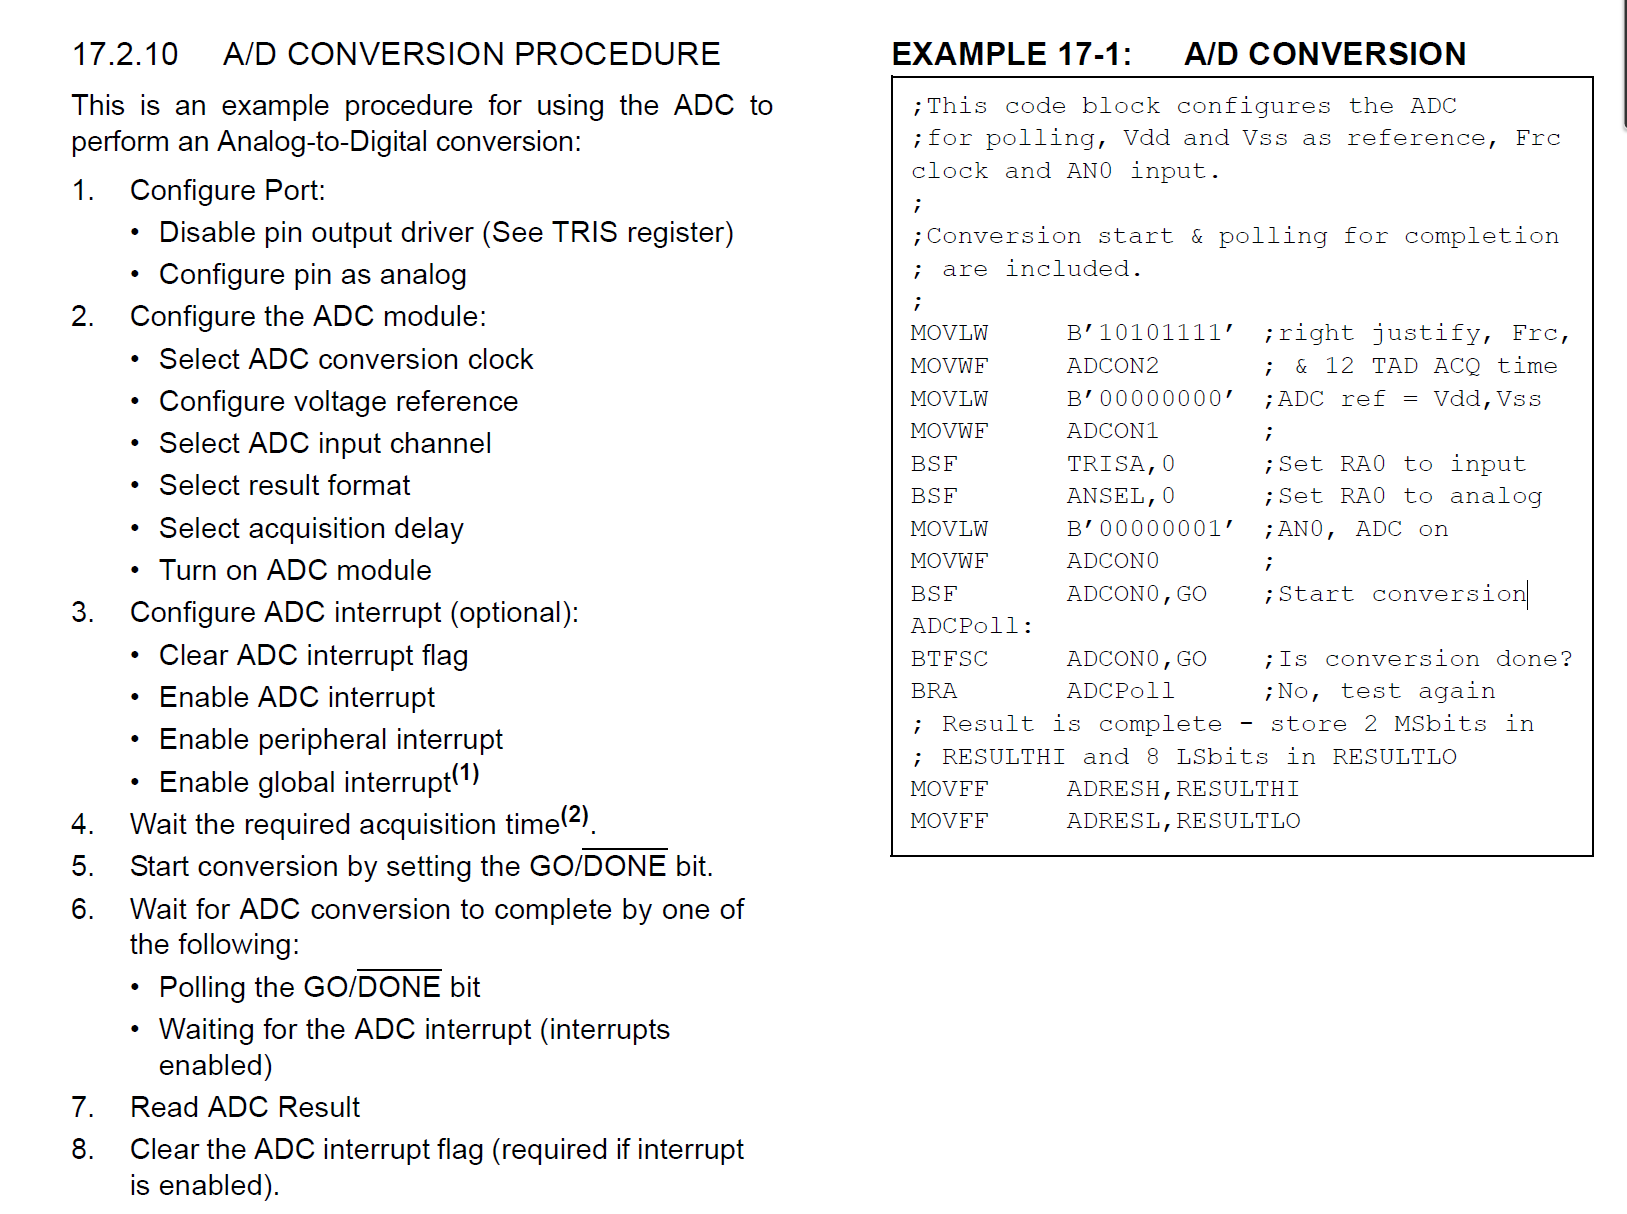 17.2.10 A/D CONVERSION PROCEDURE
This is an example procedure for using the ADC to
perform an Analog-to-Digital conversion:
1. Configure Port:
• Disable pin output driver (See TRIS register)
• Configure pin as analog
2. Configure the ADC module:
• Select ADC conversion clock
• Configure voltage reference
• Select ADC input channel
• Select result format
• Select acquisition delay
• Turn on ADC module
3. Configure ADC interrupt (optional):
• Clear ADC interrupt flag
• Enable ADC interrupt
• Enable peripheral interrupt
• Enable global interrupt(1)
4. Wait the required acquisition time(2).
5. Start conversion by setting the GO/DONE bit.
6. Wait for ADC conversion to complete by one of
the following:
• Polling the GO/DONE bit
• Waiting for the ADC interrupt (interrupts
enabled)
7. Read ADC Result
8. Clear the ADC interrupt flag (required if interrupt
is enabled).
EXAMPLE 17-1: A/D CONVERSION
;This code block configures the ADC
;for polling, Vdd and Vss as reference, Frc
clock and AN0 input.
;
;Conversion start & polling for completion
; are included.
;
MOVLW B’10101111’ ;right justify, Frc,
MOVWF ADCON2 ; & 12 TAD ACQ time
MOVLW B’00000000’ ;ADC ref = Vdd,Vss
MOVWF ADCON1 ;
BSF TRISA,0 ;Set RA0 to input
BSF ANSEL,0 ;Set RA0 to analog
MOVLW B’00000001’ ;AN0, ADC on
MOVWF ADCON0 ;
BSF ADCON0,GO ;Start conversion
ADCPoll:
BTFSC ADCON0,GO ;Is conversion done?
BRA ADCPoll ;No, test again
; Result is complete - store 2 MSbits in
; RESULTHI and 8 LSbits in RESULTLO
MOVFF ADRESH,RESULTHI
MOVFF ADRESL,RESULTLO